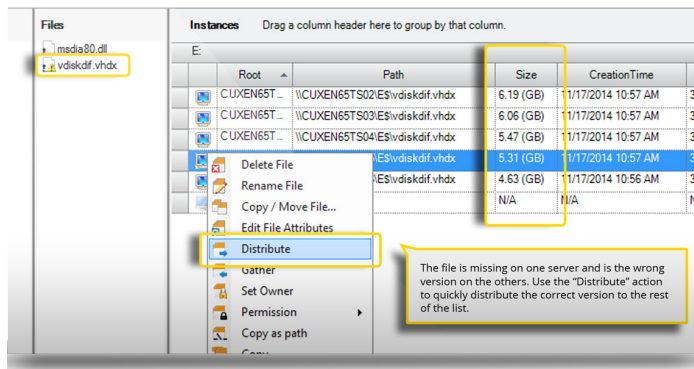 Files
msdia80.dll
vdiskdif.vhdx
Instances Drag a column header here to group by that column.
E:
Root Path Size CreationTime
CUXEN65T... \\CUXEN65TS02\E$\vdiskdif.vhdx 6.19 (GB) 11/17/2014 10:57 AM 3
CUXEN65T... \\CUXEN65TS03\E$\vdiskdif.vhdx 6.06 (GB) 11/17/2014 10:57 AM 3
CUXEN65T... \\CUXEN65TS04\E$\vdiskdif.vhdx 5.47 (GB) 11/17/2014 10:57 AM 3
\E$\vdiskdif.vhdx 5.31 (GB) 11/17/2014 10:57 AM 3
\E$\vdiskdif.vhdx 4.63 (GB) 11/17/2014 10:56 AM 3
N/A N/A N
Delete File
Rename File
Copy / Move File...
Edit File Attributes
Distribute
Gather
Set Owner
Permission
Copy as path
Copy
The file is missing on one server and is the wrong
version on the others. Use the “Distribute” action
to quickly distribute the correct version to the rest
of the list.